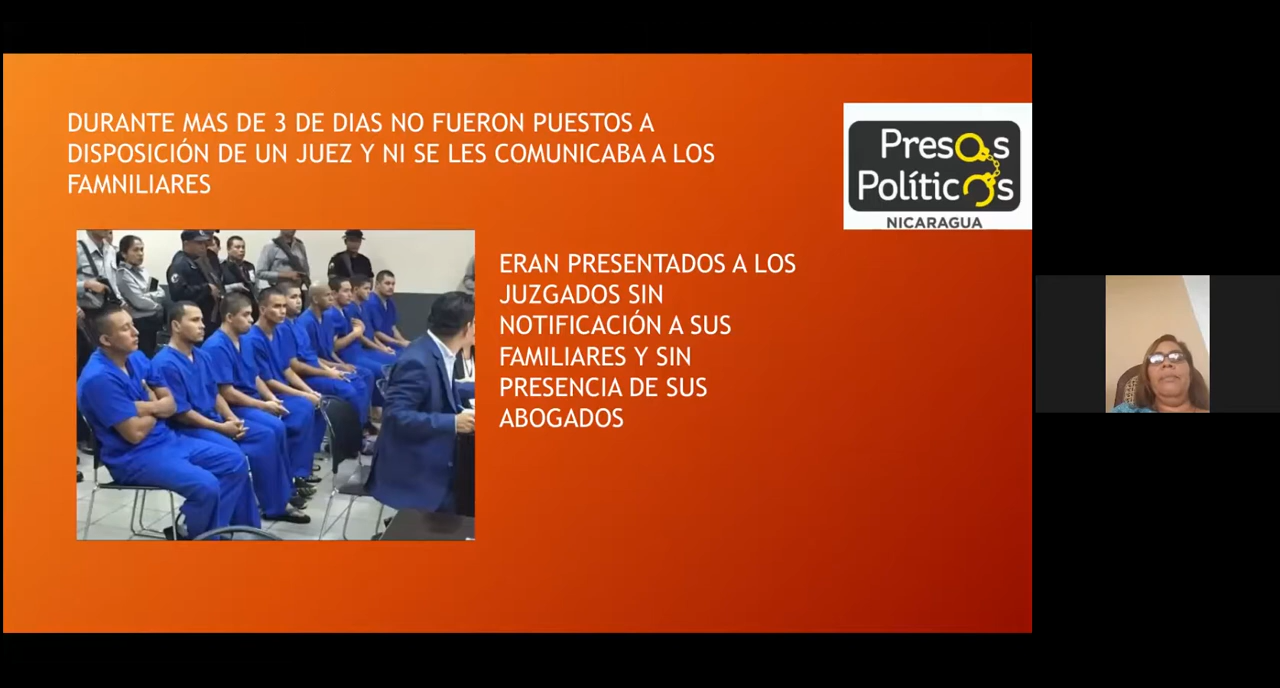 DURANTE MAS DE 3 DE DIAS NO FUERON PUESTOS A
DISPOSICIÓN DE UN JUEZ Y NI SE LES COMUNICABA A LOS
FAMNILIARES
Presos
Políticos
NICARAGUA
ERAN PRESENTADOS A LOS
JUZGADOS SIN
NOTIFICACIÓN A SUS
FAMILIARES Y SIN
PRESENCIA DE SUS
ABOGADOS